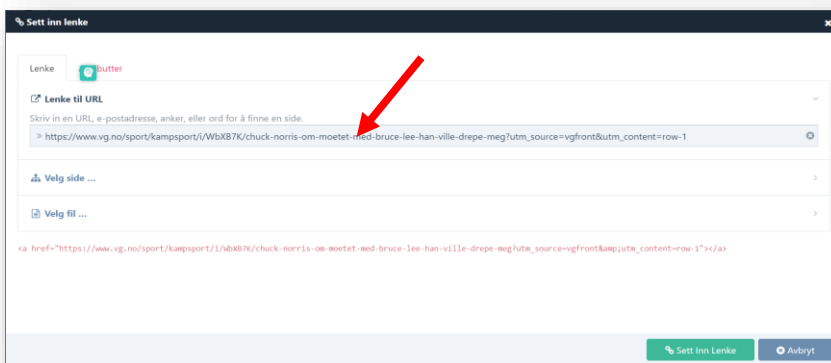 Sett inn lenke
Lenke
butter
Lenke til URL
Skriv in en URL, e-postadresse, anker, eller ord for å finne en side.
https://www.vg.no/sport/kampsport/i/WbXB7K/chuck-norris-om-moetet-med-bruce-lee-han-ville-drepe-meg?utm_source=vgfront&utm_content=row-1
Velg side ...
Velg fil ...
<a href="https://www.vg.no/sport/kampsport/i/WbXB7K/chuck-norris-om-moetet-med-bruce-lee-han-ville-drepe-meg?utm_source=vgfront&amp;utm_content=row-1"></a>
Sett Inn Lenke
Avbryt